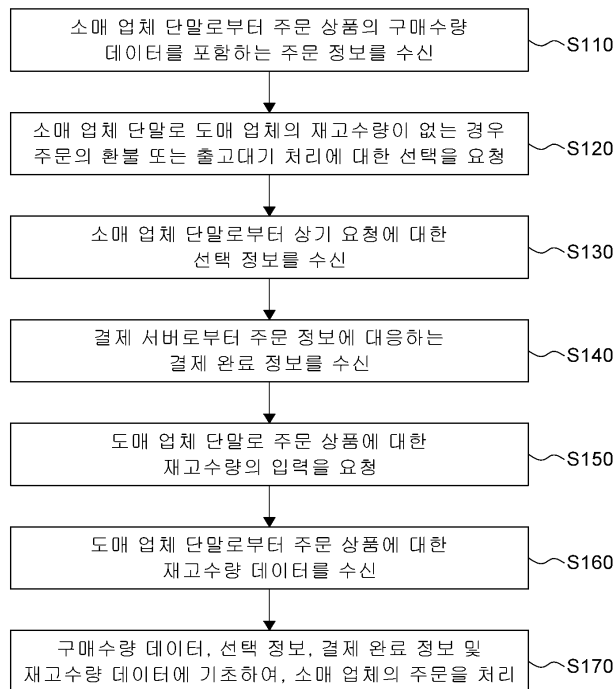 소매 업체 단말로부터 주문 상품의 구매수량
데이터를 포함하는 주문 정보를 수신
S110
소매 업체 단말로 도매 업체의 재고수량이 없는 경우
주문의 환불 또는 출고대기 처리에 대한 선택을 요청
S120
소매 업체 단말로부터 상기 요청에 대한
선택 정보를 수신
S130
결제 서버로부터 주문 정보에 대응하는
결제 완료 정보를 수신
S140
도매 업체 단말로 주문 상품에 대한
재고수량의 입력을 요청
S150
도매 업체 단말로부터 주문 상품에 대한
재고수량 데이터를 수신
S160
구매수량 데이터, 선택 정보, 결제 완료 정보 및
재고수량 데이터에 기초하여, 소매 업체의 주문을 처리
S170